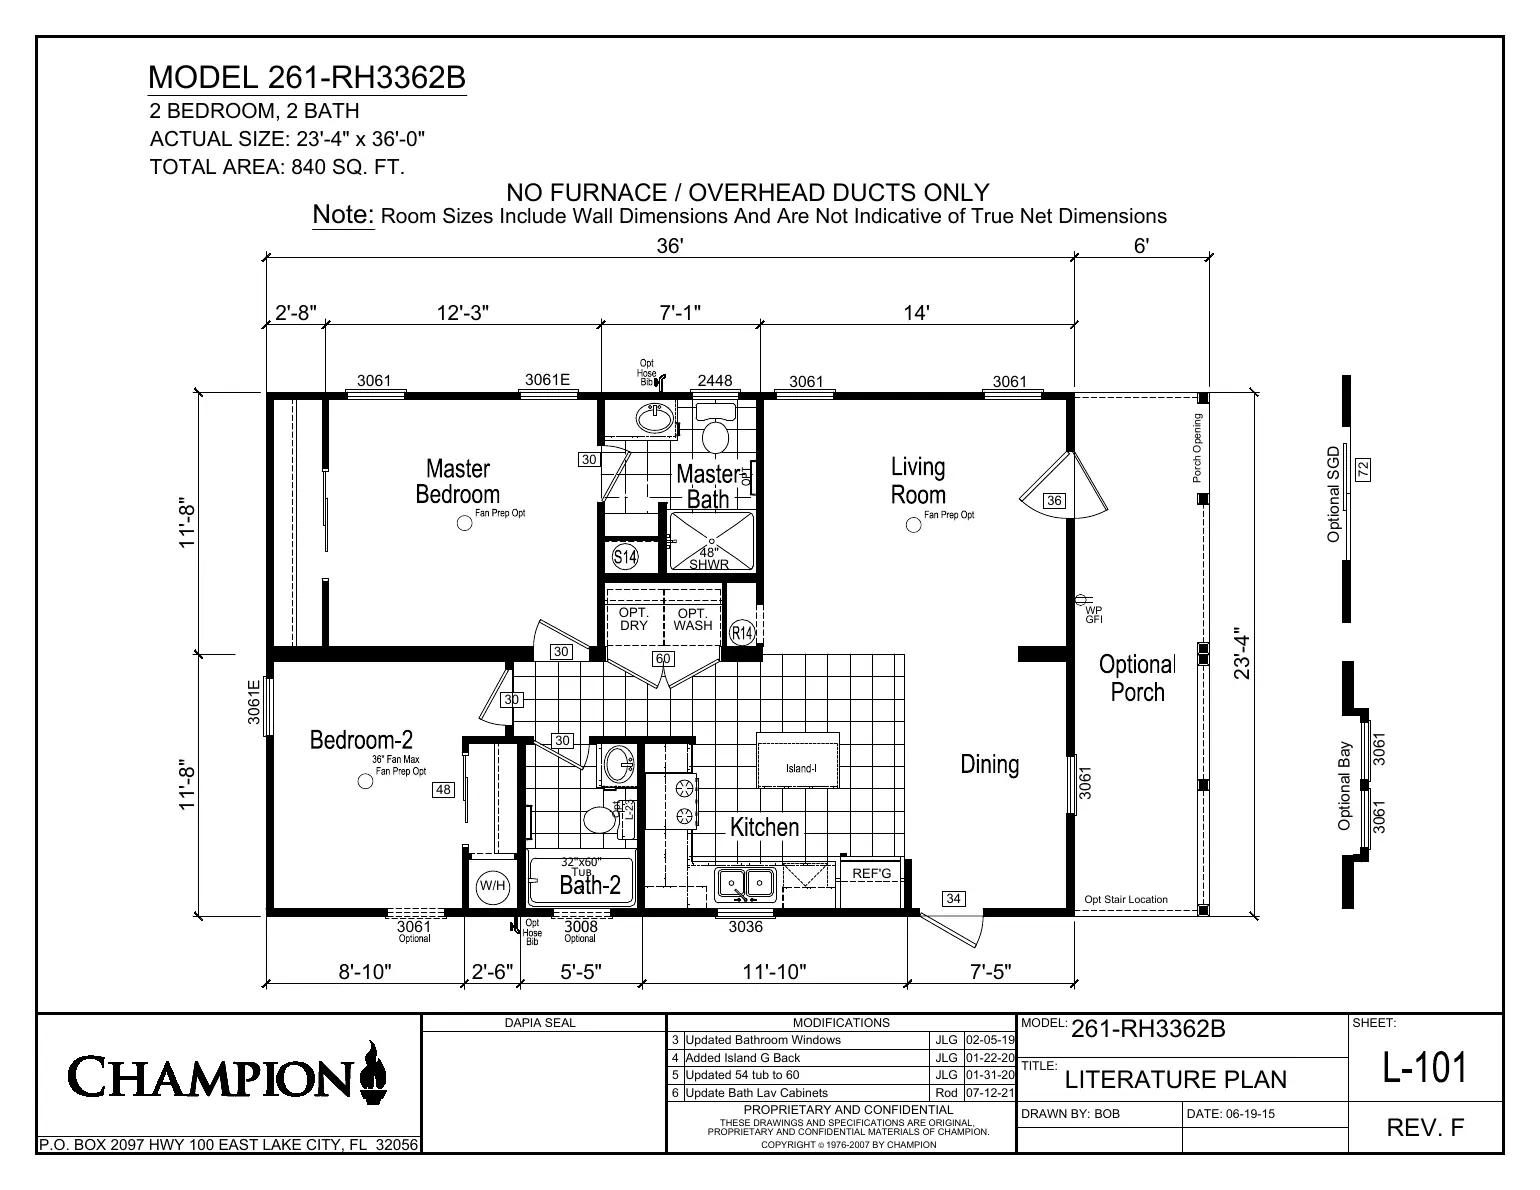 MODEL 261-RH3362B
2 BEDROOM, 2 BATH
ACTUAL SIZE: 23'-4" x 36'-0"
TOTAL AREA: 840 SQ. FT.
NO FURNACE / OVERHEAD DUCTS ONLY
Note: Room Sizes Include Wall Dimensions And Are Not Indicative of True Net Dimensions
36'
6'
2'-8"
12'-3"
7'-1"
14'
3061
3061E
Opt
Hose
Bib
2448
3061
3061
11'-8"
Master
Bedroom
Fan Prep Opt
30
Master
Bath
OPT
48"
SHWR
S14
Living
Room
Fan Prep Opt
36
Porch Opening
Optional SGD
72
OPT.
DRY
OPT.
WASH
R14
WP
GFI
30
60
Optional
Porch
23'-4"
3061E
30
11'-8"
Bedroom-2
36" Fan Max
Fan Prep Opt
48
30
Opt
L-23
32"x60"
Tub
Bath-2
W/H
Island-I
Kitchen
REF'G
Dining
3061
34
Opt Stair Location
Optional Bay
3061
3061
3061
Optional
Opt
Hose
Bib
3008
Optional
3036
8'-10"
2'-6"
5'-5"
11'-10"
7'-5"
CHAMPION
P.O. BOX 2097 HWY 100 EAST LAKE CITY, FL 32056
DAPIA SEAL
MODIFICATIONS
3 Updated Bathroom Windows JLG 02-05-19
4 Added Island G Back JLG 01-22-20
5 Updated 54 tub to 60 JLG 01-31-20
6 Update Bath Lav Cabinets Rod 07-12-21
PROPRIETARY AND CONFIDENTIAL
THESE DRAWINGS AND SPECIFICATIONS ARE ORIGINAL,
PROPRIETARY AND CONFIDENTIAL MATERIALS OF CHAMPION.
COPYRIGHT © 1976-2007 BY CHAMPION
MODEL: 261-RH3362B
TITLE: LITERATURE PLAN
DRAWN BY: BOB
DATE: 06-19-15
SHEET:
L-101
REV. F